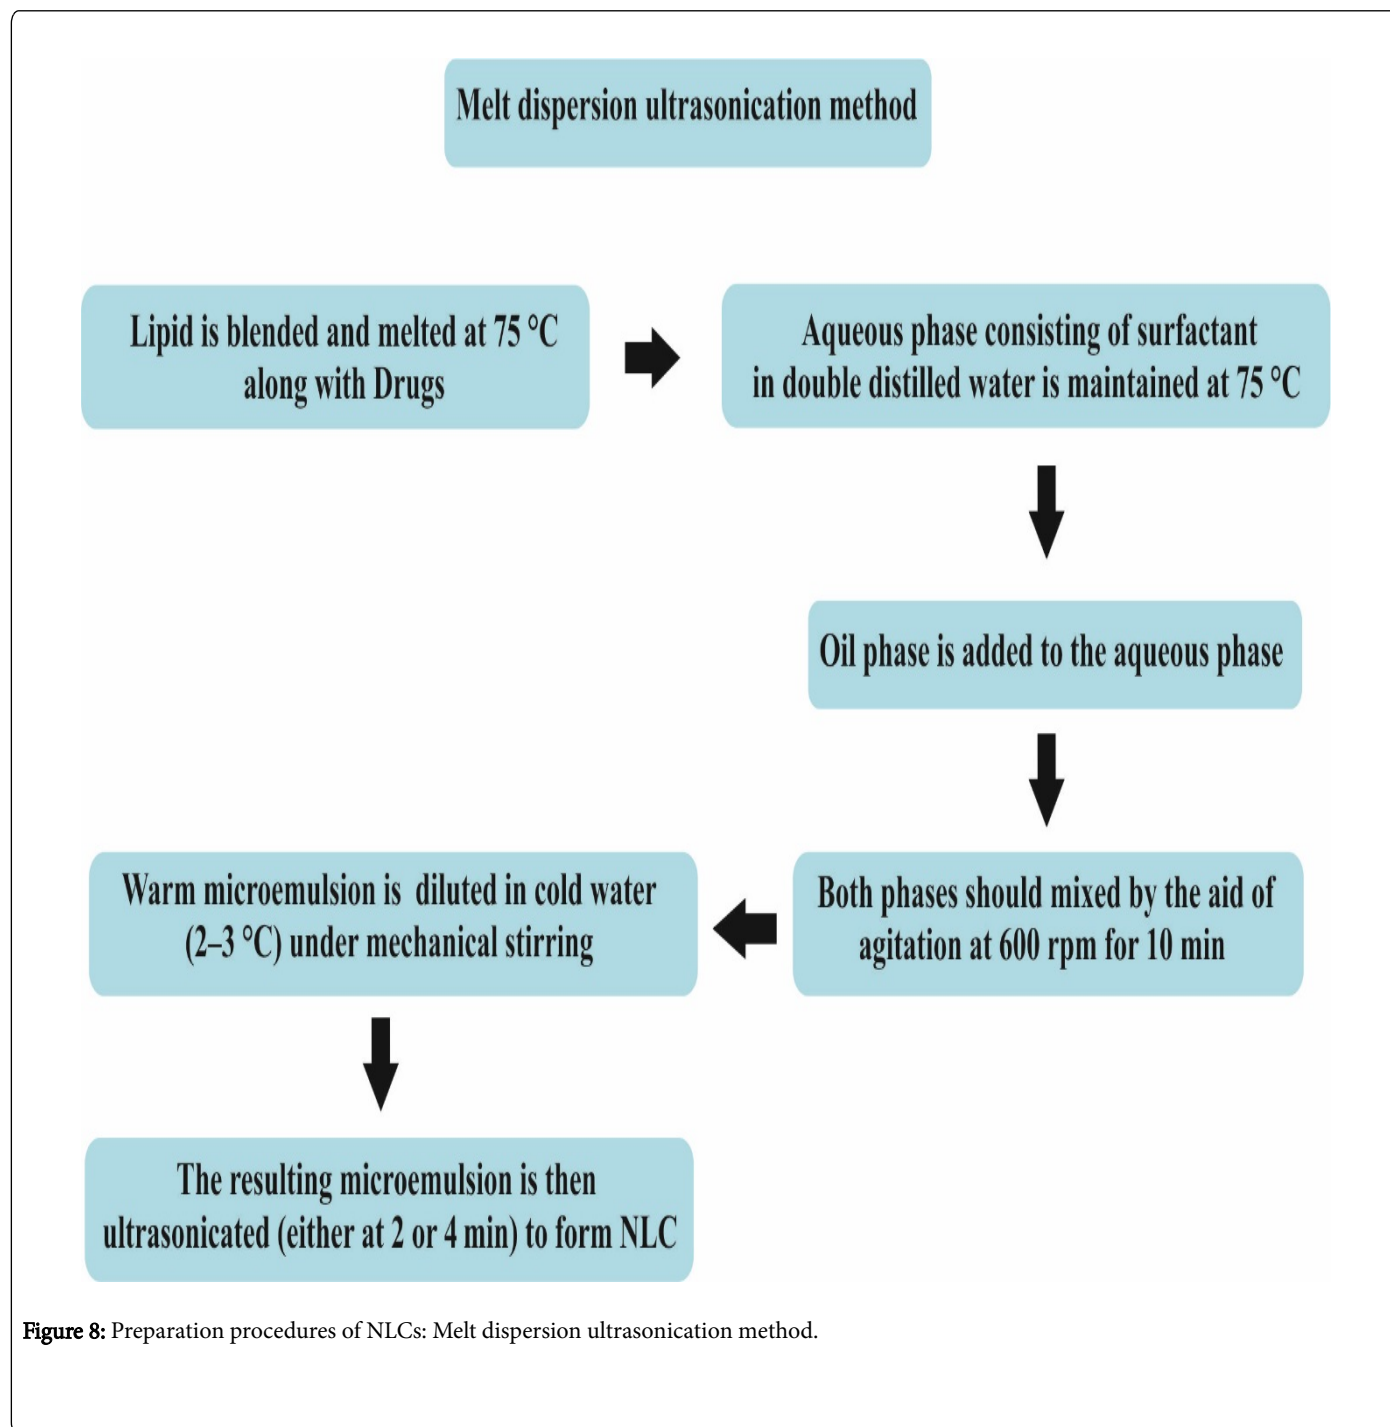 Melt dispersion ultrasonication method
Lipid is blended and melted at 75 °C
along with Drugs
Aqueous phase consisting of surfactant
in double distilled water is maintained at 75 °C
Oil phase is added to the aqueous phase
Both phases should mixed by the aid of
agitation at 600 rpm for 10 min
Warm microemulsion is diluted in cold water
(2–3 °C) under mechanical stirring
The resulting microemulsion is then
ultrasonicated (either at 2 or 4 min) to form NLC
Figure 8: Preparation procedures of NLCs: Melt dispersion ultrasonication method.